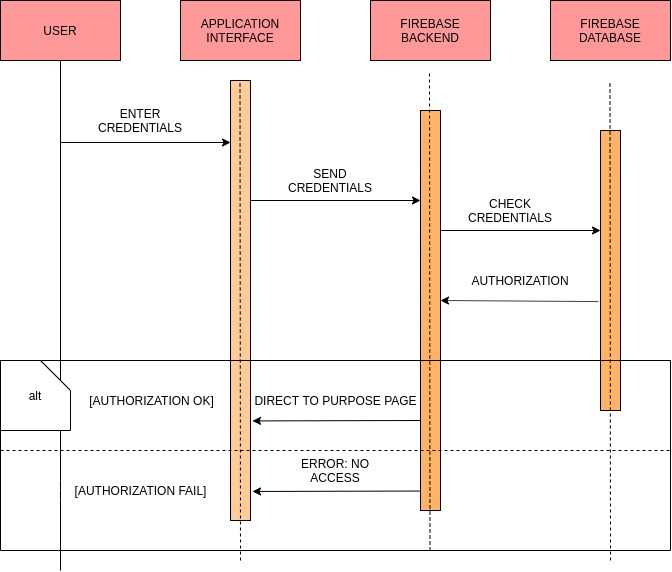 USER
APPLICATION
INTERFACE
FIREBASE
BACKEND
FIREBASE
DATABASE
ENTER
CREDENTIALS
SEND
CREDENTIALS
CHECK
CREDENTIALS
AUTHORIZATION
alt
[AUTHORIZATION OK]
DIRECT TO PURPOSE PAGE
ERROR: NO
ACCESS
[AUTHORIZATION FAIL]